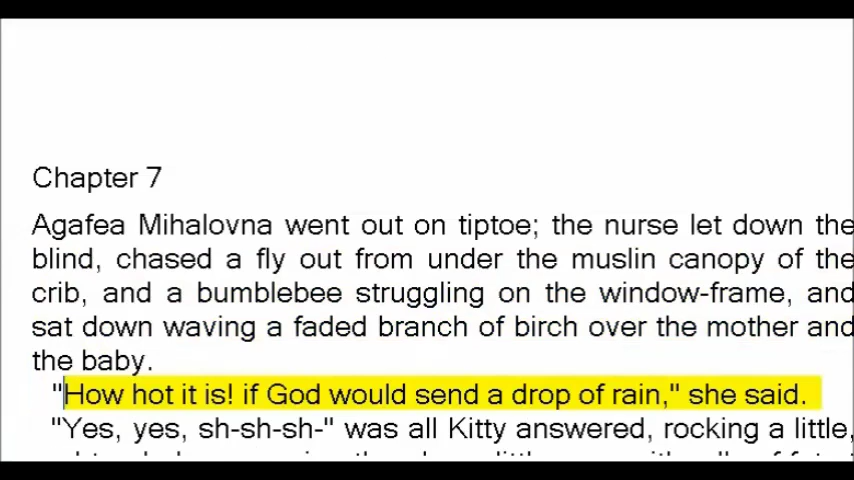 Chapter 7
Agafea Mihalovna went out on tiptoe; the nurse let down the
blind, chased a fly out from under the muslin canopy of the
crib, and a bumblebee struggling on the window-frame, and
sat down waving a faded branch of birch over the mother and
the baby.
"How hot it is! if God would send a drop of rain," she said.
"Yes, yes, sh-sh-sh-" was all Kitty answered, rocking a little,